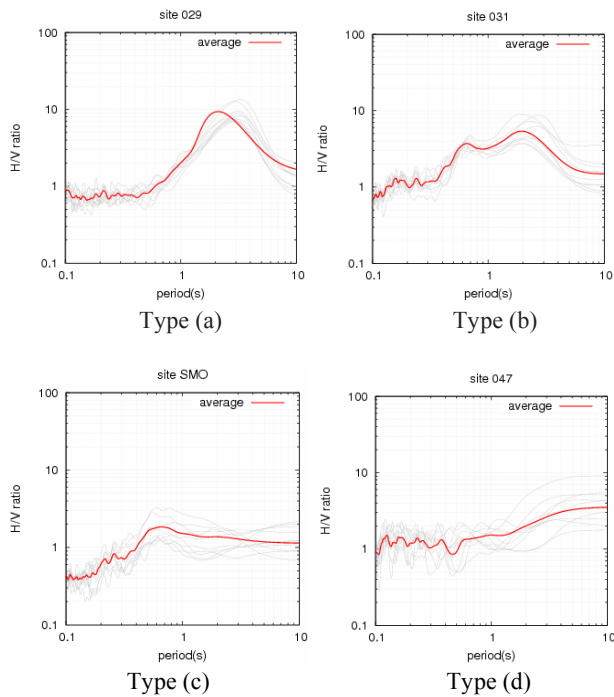 site 029
average
100
10
1
0.1
H/V ratio
0.1
1
10
period(s)
Type (a)
site 031
average
100
10
1
0.1
H/V ratio
0.1
1
10
period(s)
Type (b)
site SMO
average
100
10
1
0.1
H/V ratio
0.1
1
10
period(s)
Type (c)
site 047
average
100
10
1
0.1
H/V ratio
0.1
1
10
period(s)
Type (d)